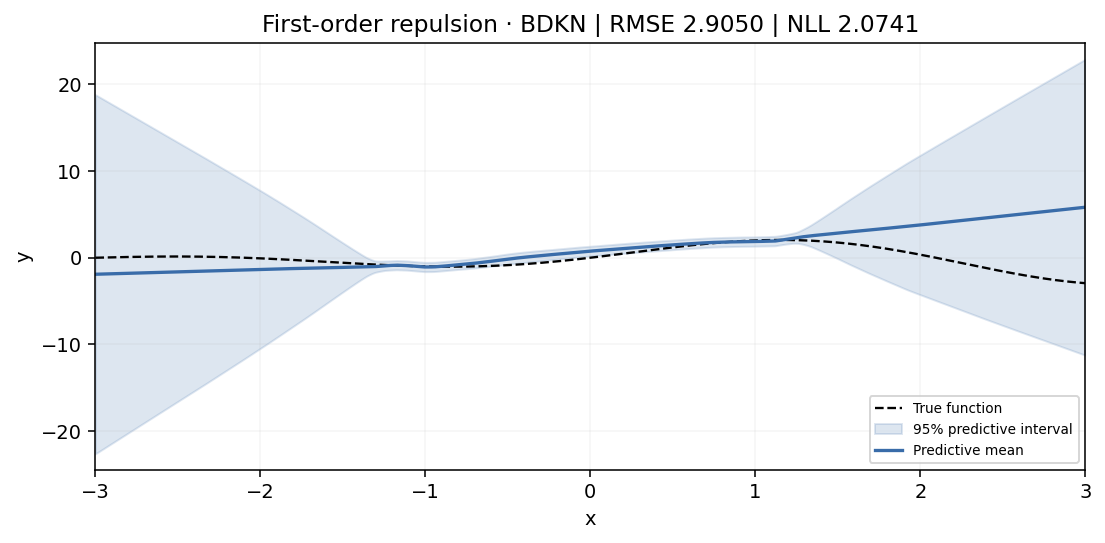 First-order repulsion · BDKN | RMSE 2.9050 | NLL 2.0741
20
10
0
−10
−20
y
−3
−2
−1
0
1
2
3
x
True function
95% predictive interval
Predictive mean